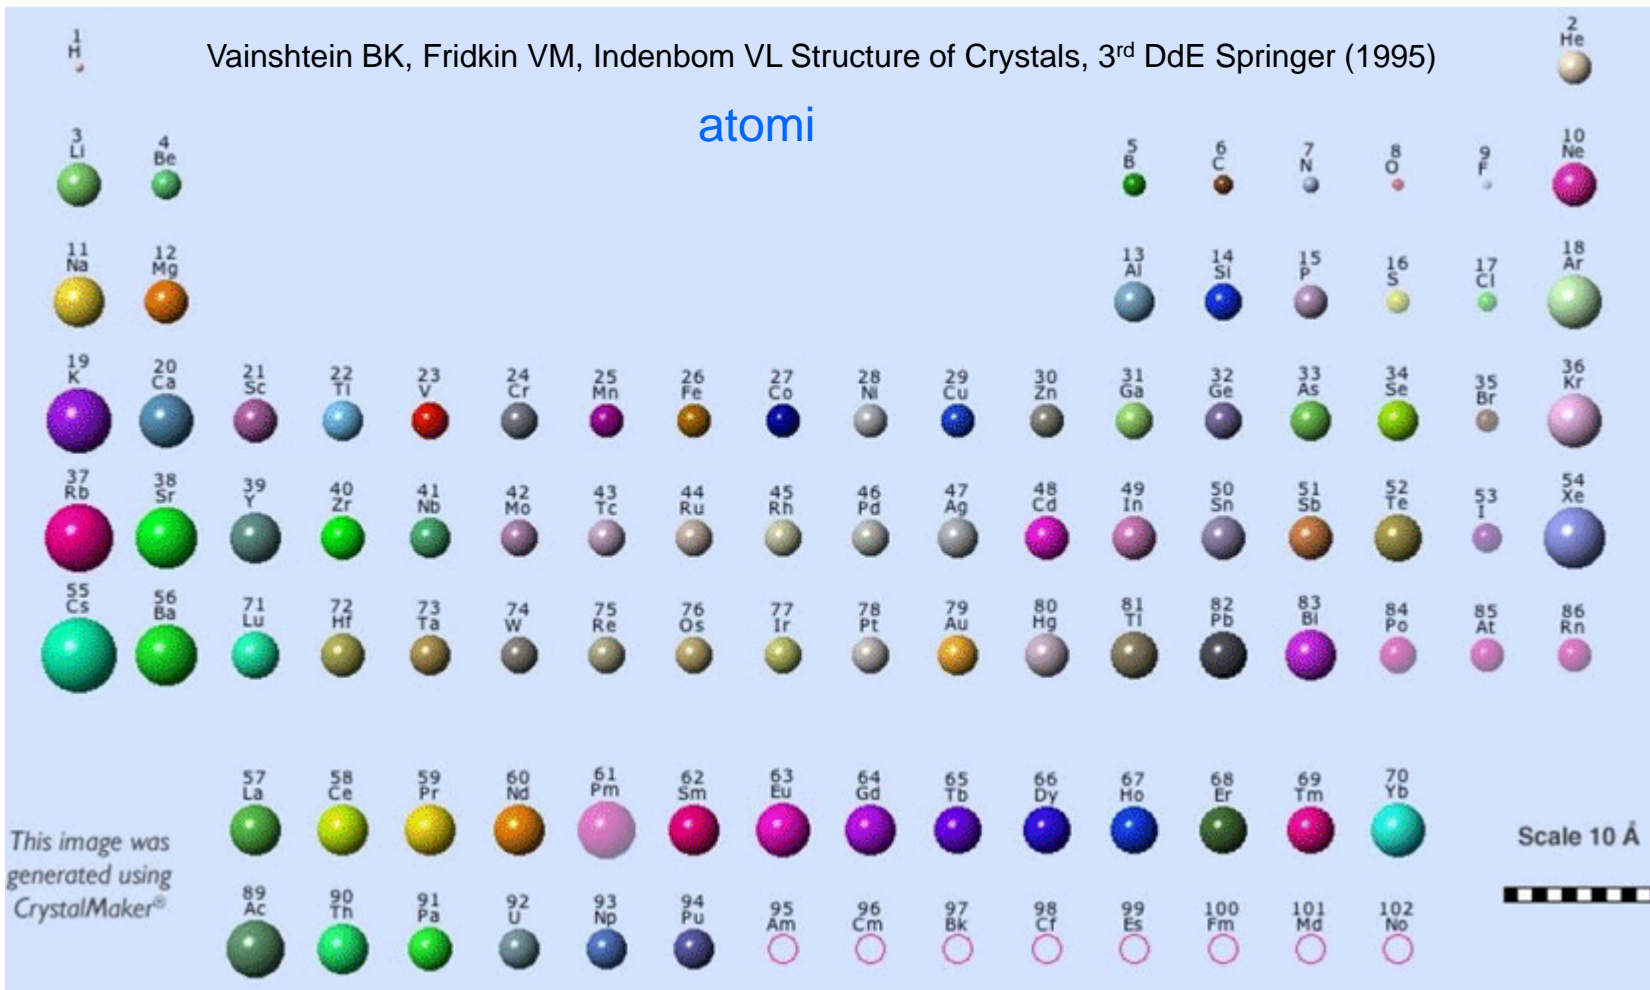 1
H
Vainshtein BK, Fridkin VM, Indenbom VL Structure of Crystals, 3rd DdE Springer (1995)
2
He
atomi
3
Li
4
Be
5
B
6
C
7
N
8
O
9
F
10
Ne
11
Na
12
Mg
13
Al
14
Si
15
P
16
S
17
Cl
18
Ar
19
K
20
Ca
21
Sc
22
Ti
23
V
24
Cr
25
Mn
26
Fe
27
Co
28
Ni
29
Cu
30
Zn
31
Ga
32
Ge
33
As
34
Se
35
Br
36
Kr
37
Rb
38
Sr
39
Y
40
Zr
41
Nb
42
Mo
43
Tc
44
Ru
45
Rh
46
Pd
47
Ag
48
Cd
49
In
50
Sn
51
Sb
52
Te
53
I
54
Xe
55
Cs
56
Ba
71
Lu
72
Hf
73
Ta
74
W
75
Re
76
Os
77
Ir
78
Pt
79
Au
80
Hg
81
Tl
82
Pb
83
Bi
84
Po
85
At
86
Rn
57
La
58
Ce
59
Pr
60
Nd
61
Pm
62
Sm
63
Eu
64
Gd
65
Tb
66
Dy
67
Ho
68
Er
69
Tm
70
Yb
This image was
generated using
CrystalMaker®
Scale 10 Å
89
Ac
90
Th
91
Pa
92
U
93
Np
94
Pu
95
Am
96
Cm
97
Bk
98
Cf
99
Es
100
Fm
101
Md
102
No